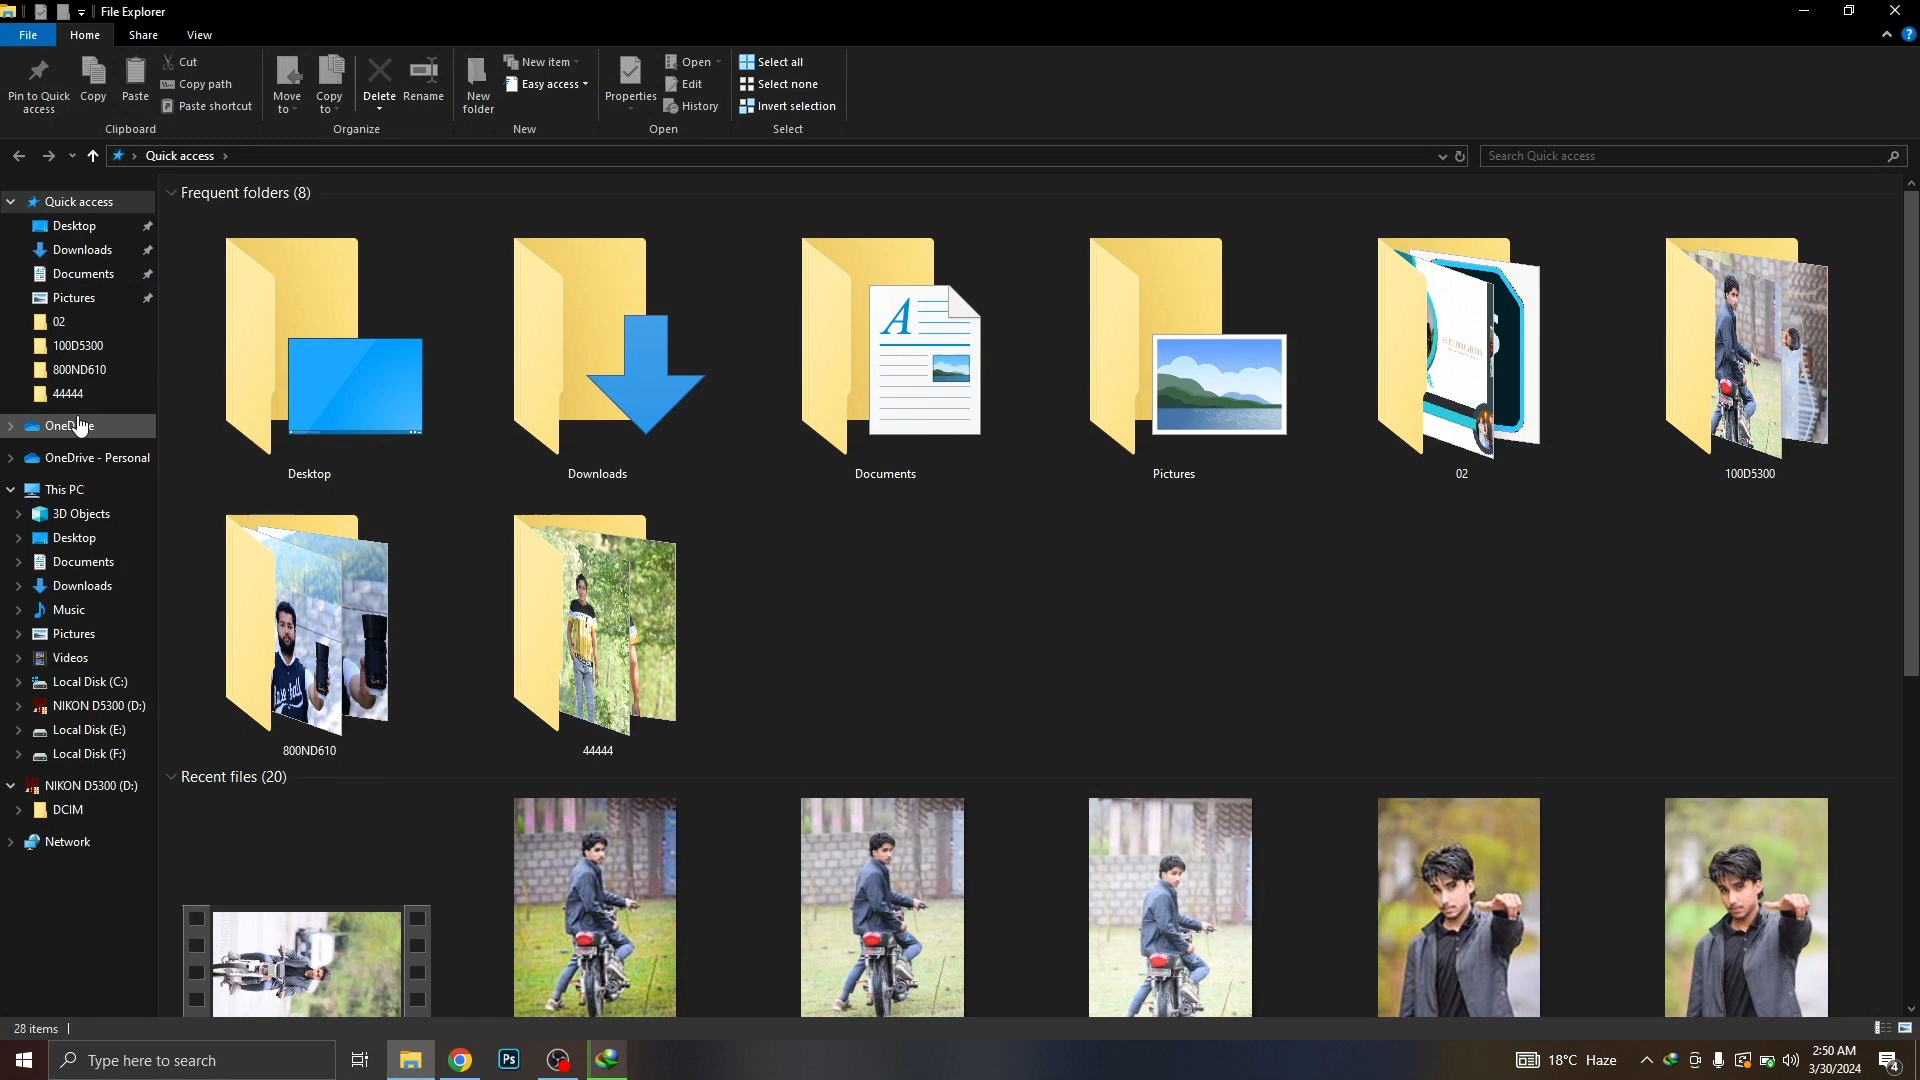 File Explorer
File Home Share View
Pin to Quick access
Copy
Paste
Cut
Copy path
Paste shortcut
Clipboard
Move to
Copy to
Delete
Rename
Organize
New folder
New item
Easy access
New
Properties
Open
Edit
History
Open
Select all
Select none
Invert selection
Select
Quick access
Search Quick access
Quick access
Desktop
Downloads
Documents
Pictures
02
100D5300
800ND610
44444
OneDrive - Personal
This PC
3D Objects
Desktop
Documents
Downloads
Music
Pictures
Videos
Local Disk (C:)
NIKON D5300 (D:)
Local Disk (E:)
Local Disk (F:)
NIKON D5300 (D:)
DCIM
Network
Frequent folders (8)
Desktop
Downloads
Documents
Pictures
02
100D5300
800ND610
44444
Recent files (20)
28 items
Type here to search
Ps
18°C Haze
2:50 AM
3/30/2024
4